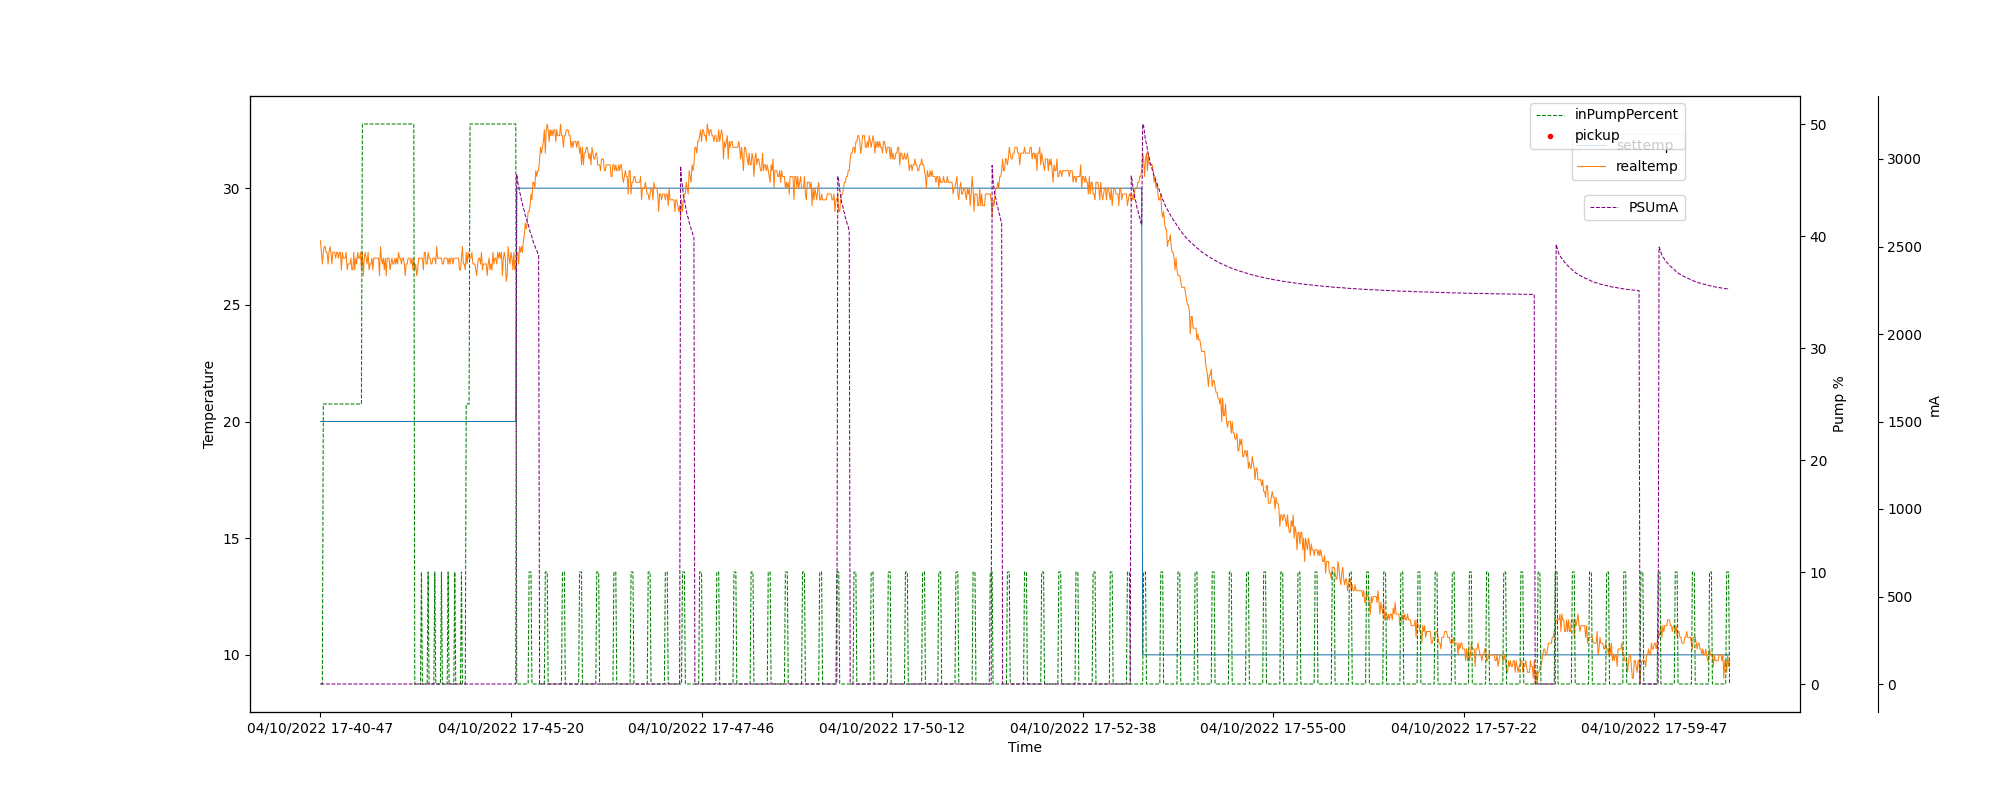 inPumpPercent
pickup
settemp
realtemp
PSUmA
Temperature
30
25
20
15
10
50
40
30
20
10
0
Pump %
3000
2500
2000
1500
1000
500
0
mA
04/10/2022 17-40-47
04/10/2022 17-45-20
04/10/2022 17-47-46
04/10/2022 17-50-12
04/10/2022 17-52-38
04/10/2022 17-55-00
04/10/2022 17-57-22
04/10/2022 17-59-47
Time